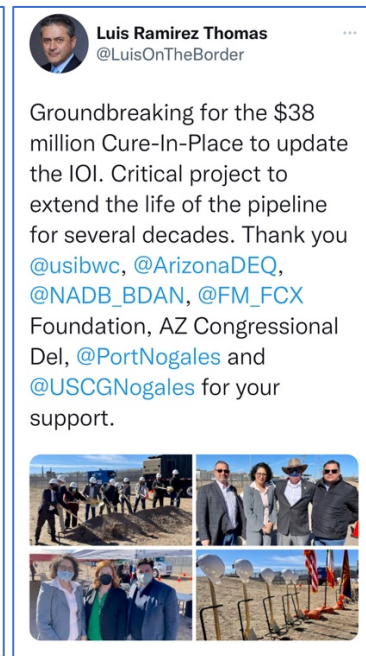 Luis Ramirez Thomas
@LuisOnTheBorder
Groundbreaking for the $38
million Cure-In-Place to update
the IOI. Critical project to
extend the life of the pipeline
for several decades. Thank you
@usibwc, @ArizonaDEQ,
@NADB_BDAN, @FM_FCX
Foundation, AZ Congressional
Del, @PortNogales and
@USCGNogales for your
support.